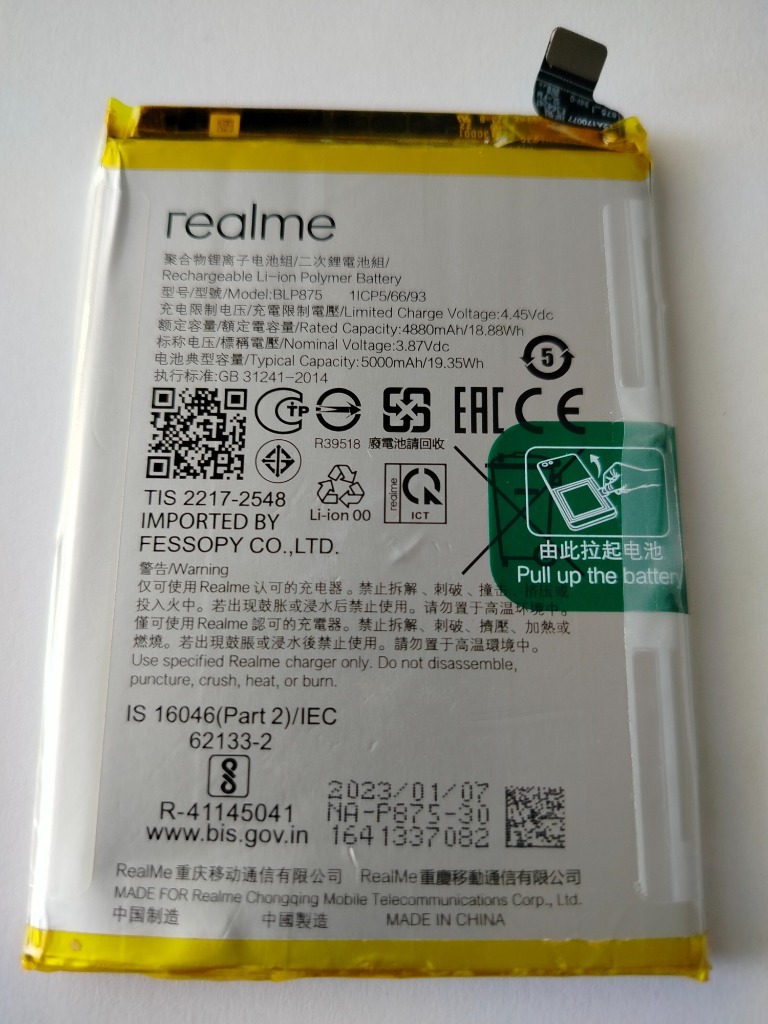 realme
聚合物锂离子电池组/二次鋰電池組/
Rechargeable Li-ion Polymer Battery
型号/型號/Model:BLP875 1ICP5/66/93
充电限制电压/充電限制電壓/Limited Charge Voltage:4.45Vdc
额定容量/額定電容量/Rated Capacity:4880mAh/18.88Wh
标称电压/標稱電壓/Nominal Voltage:3.87Vdc
电池典型容量/Typical Capacity:5000mAh/19.35Wh
执行标准:GB 31241-2014
5
TP
EAC CE
R39518 廢電池請回收
Li-ion 00
realme
ICT
TIS 2217-2548
IMPORTED BY
FESSOPY CO.,LTD.
由此拉起电池
Pull up the battery
警告/Warning
仅可使用Realme认可的充电器。禁止拆解、刺破、撞击、挤压或
投入火中。若出现鼓胀或浸水后禁止使用。请勿置于高温环境中。
僅可使用Realme認可的充電器。禁止拆解、刺破、擠壓、加熱或
燃燒。若出現鼓脹或浸水後禁止使用。請勿置于高溫環境中。
Use specified Realme charger only. Do not disassemble,
puncture, crush, heat, or burn.
IS 16046(Part 2)/IEC
62133-2
R-41145041
www.bis.gov.in
2023/01/07
NA-P875-30
1641337082
RealMe重庆移动通信有限公司 RealMe重慶移動通信有限公司
MADE FOR Realme Chongqing Mobile Telecommunications Corp., Ltd.
中国制造 中國製造 MADE IN CHINA